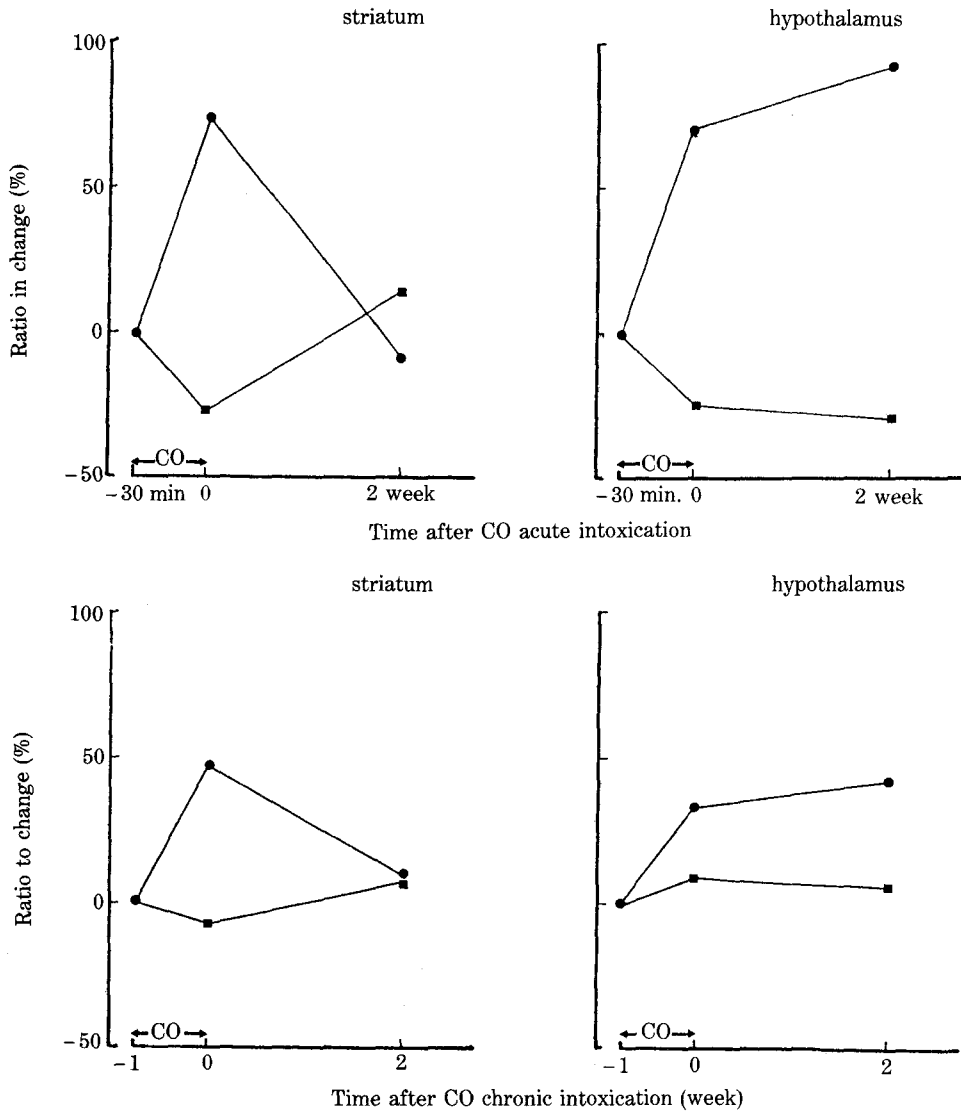 striatum
hypothalamus
100
50
0
-50
Ratio in change (%)
CO
CO
-30 min 0 2 week
-30 min. 0 2 week
Time after CO acute intoxication
striatum
hypothalamus
100
50
0
-50
Ratio to change (%)
CO
CO
-1 0 2
-1 0 2
Time after CO chronic intoxication (week)